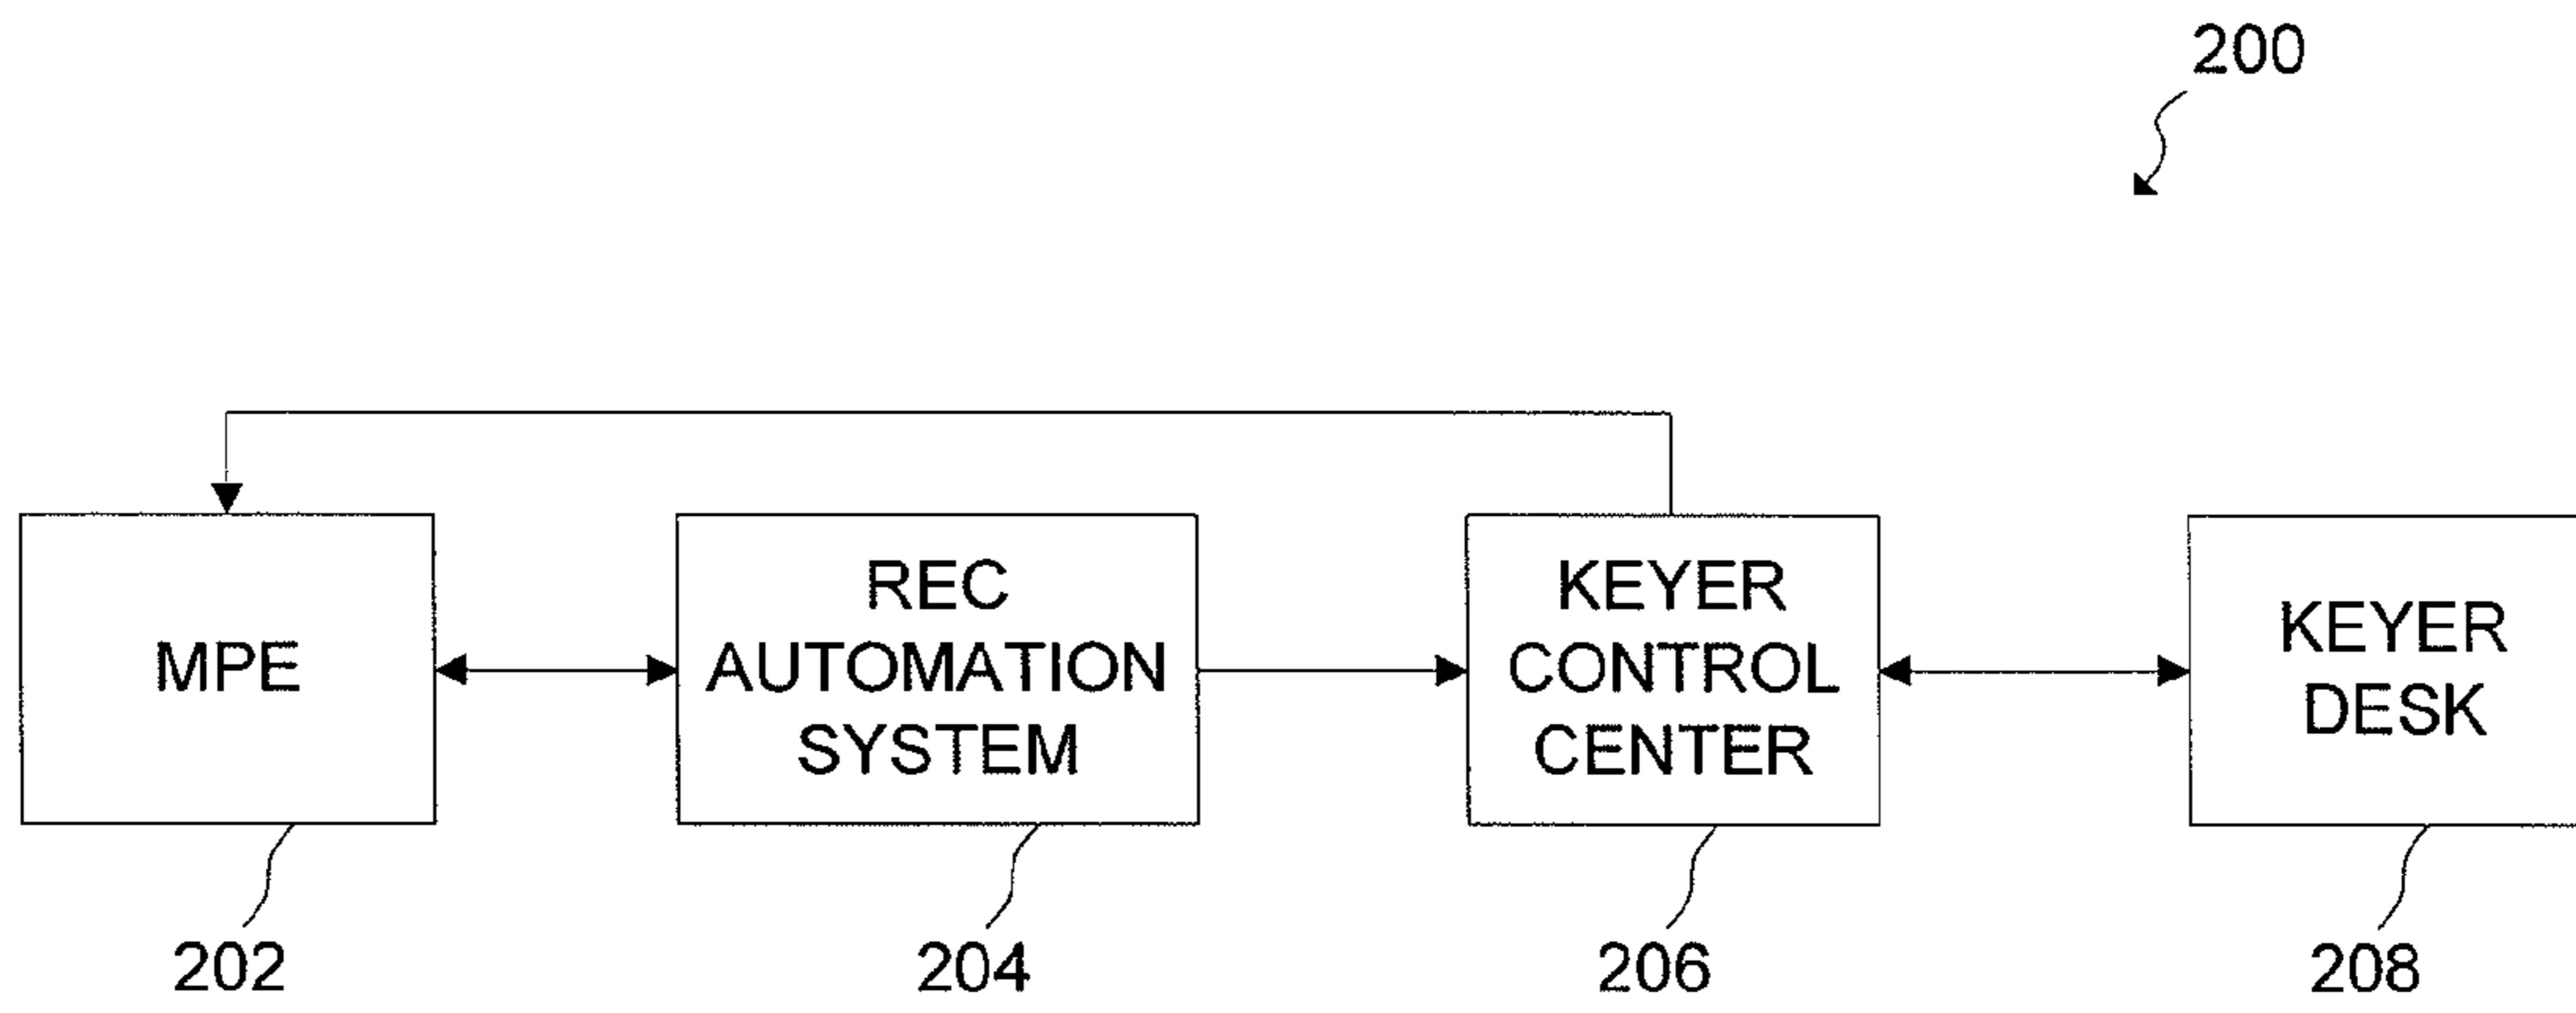 200
MPE
REC
AUTOMATION
SYSTEM
KEYER
CONTROL
CENTER
KEYER
DESK
202
204
206
208